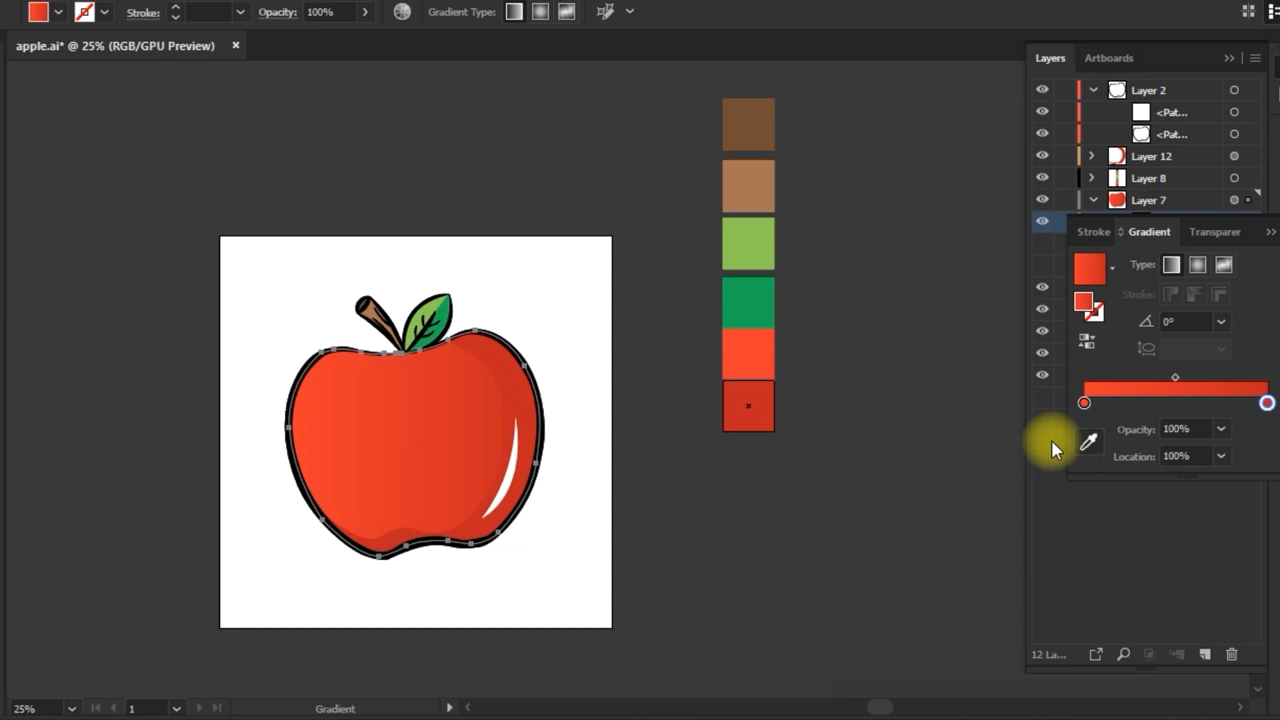 Stroke:
Opacity: 100%
Gradient Type:
apple.ai* @ 25% (RGB/GPU Preview) ×
Layers Artboards
Layer 2
<Pat...
<Pat...
Layer 12
Layer 8
Layer 7
Stroke Gradient Transparer
Type:
Stroke:
0°
Opacity: 100%
Location: 100%
12 La...
25% 1 Gradient